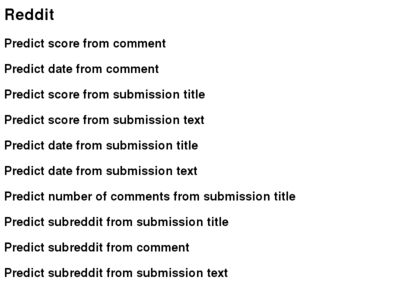 Reddit
Predict score from comment
Predict date from comment
Predict score from submission title
Predict score from submission text
Predict date from submission title
Predict date from submission text
Predict number of comments from submission title
Predict subreddit from submission title
Predict subreddit from comment
Predict subreddit from submission text